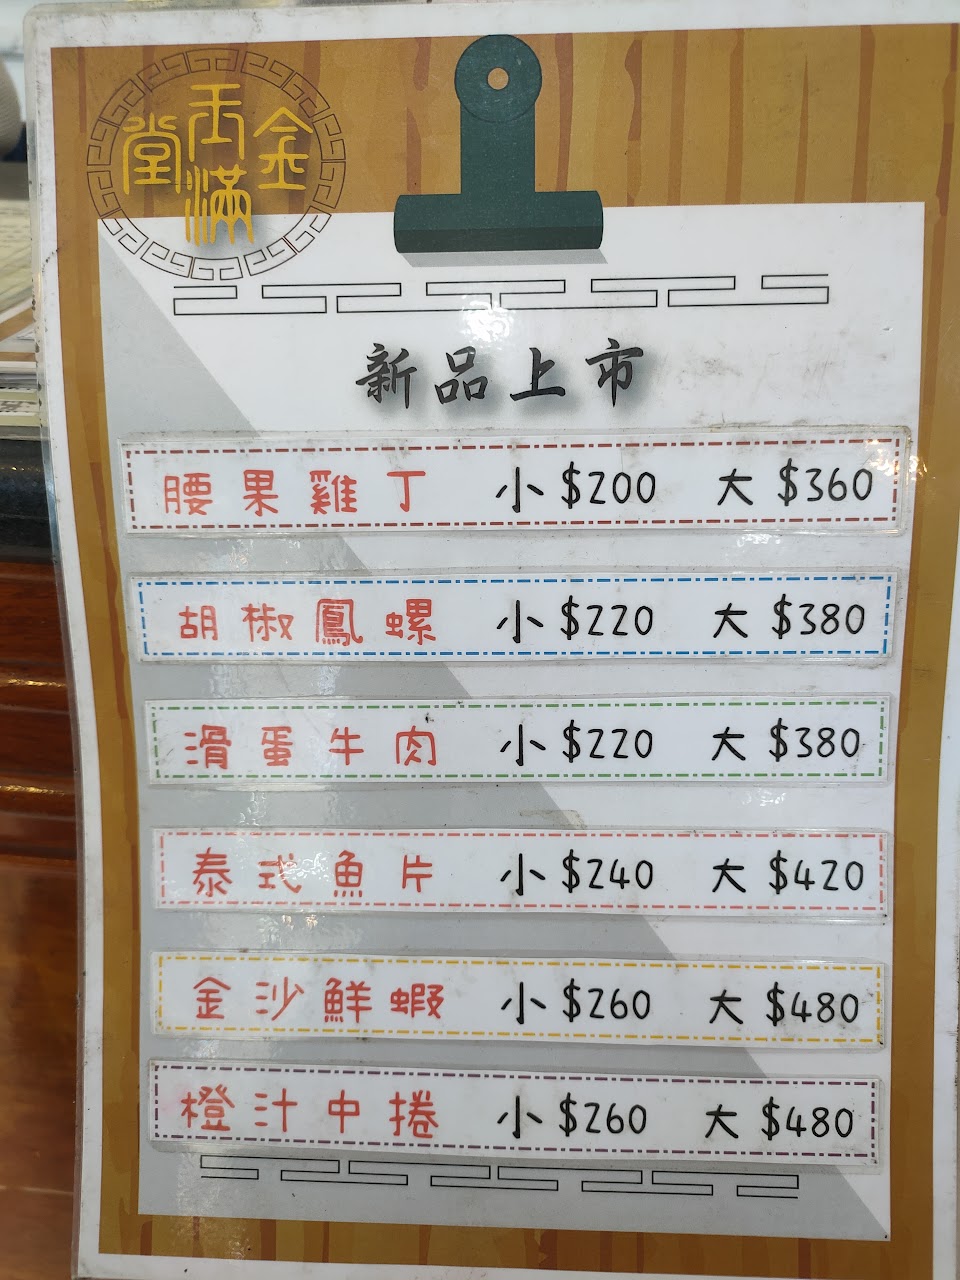 金玉滿堂
新品上市
腰果雞丁 小$200 大$360
胡椒鳳螺 小$220 大$380
滑蛋牛肉 小$220 大$380
泰式魚片 小$240 大$420
金沙鮮蝦 小$260 大$480
橙汁中捲 小$260 大$480